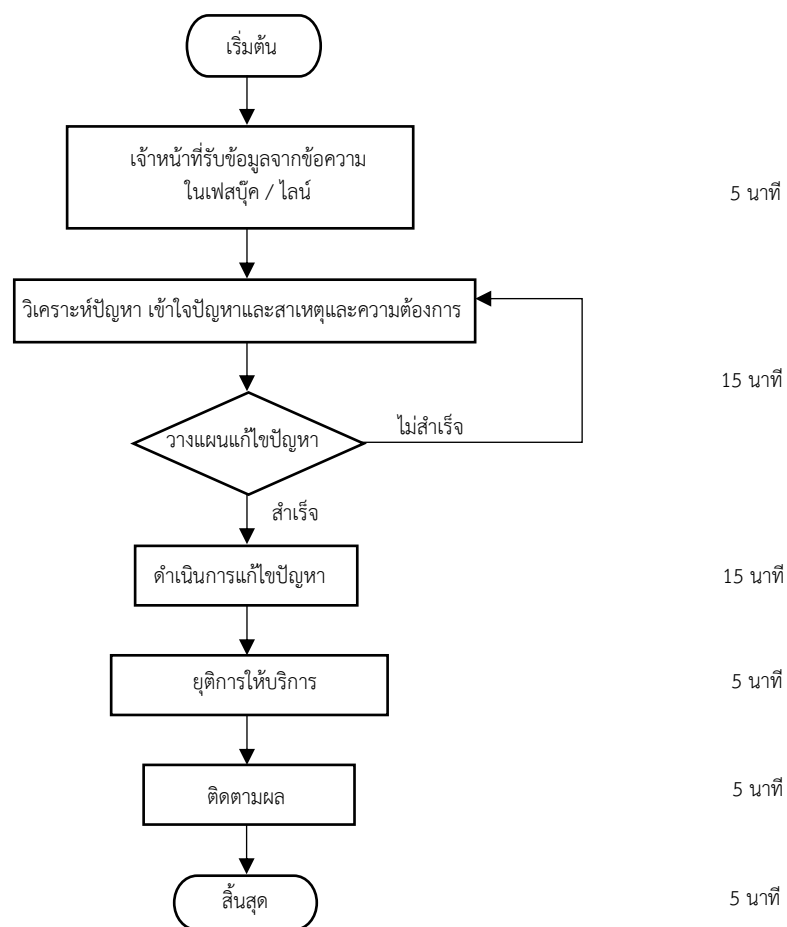 เริ่มต้น
เจ้าหน้าที่รับข้อมูลจากข้อความ
ในเฟสบุ๊ค / ไลน์
5 นาที
วิเคราะห์ปัญหา เข้าใจปัญหาและสาเหตุและความต้องการ
15 นาที
วางแผนแก้ไขปัญหา
ไม่สำเร็จ
สำเร็จ
ดำเนินการแก้ไขปัญหา
15 นาที
ยุติการให้บริการ
5 นาที
ติดตามผล
5 นาที
สิ้นสุด
5 นาที